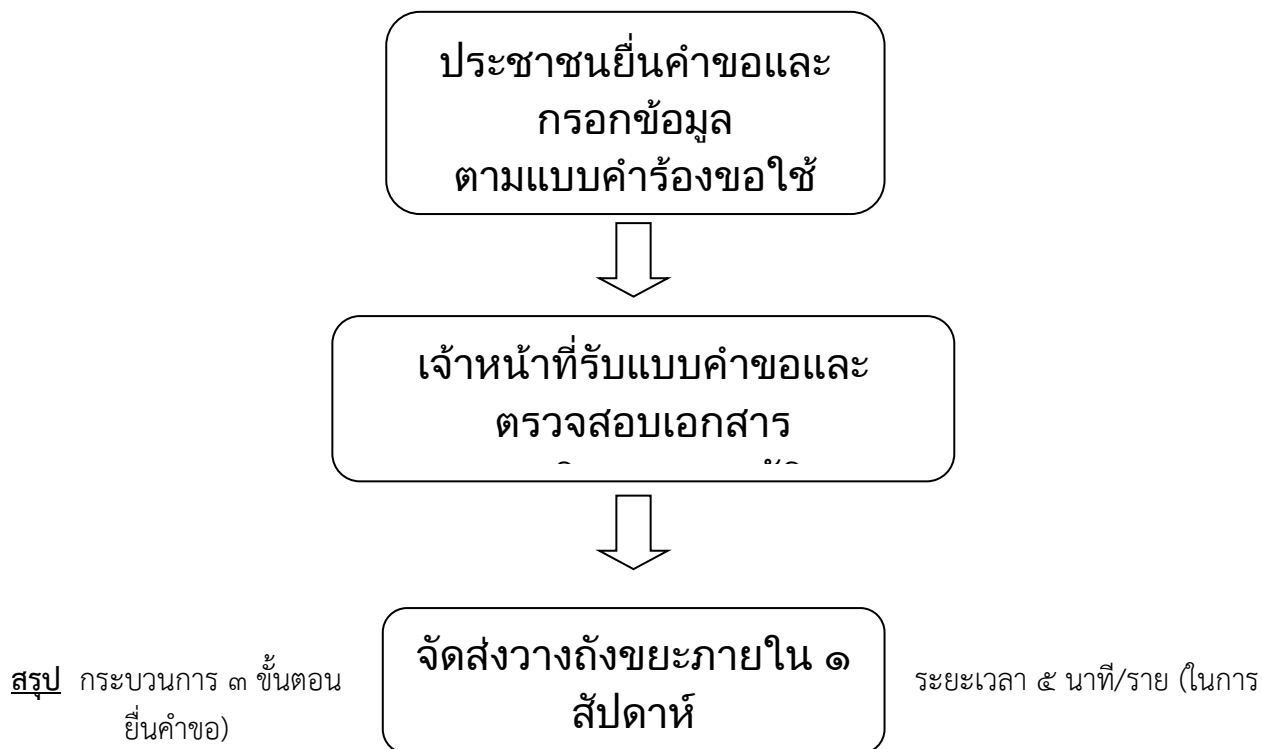 ประชาชนยื่นคำขอและ
กรอกข้อมูล
ตามแบบคำร้องขอใช้
เจ้าหน้าที่รับแบบคำขอและ
ตรวจสอบเอกสาร
จัดส่งวางถังขยะภายใน ๑
สัปดาห์
สรุป กระบวนการ ๓ ขั้นตอน
ระยะเวลา ๕ นาที/ราย (ในการ
ยื่นคำขอ)